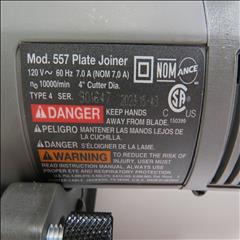 Mod. 557 Plate Joiner
120 V~ 60 Hz 7.0 A (NOM 7.0 A)
n₀ 10000/min 4" Cutter Dia.
TYPE 4 SER.
NOM
ANCE
DANGER KEEP HANDS
AWAY FROM BLADE.
C US
150399
PELIGRO MANTENER LAS MANOS LEJOS DE
LA CUCHILLA.
DANGER S'ÉLOIGNER DE LA LAME.
WARNING TO REDUCE THE RISK OF
INJURY, USER MUST
READ INSTRUCTION MANUAL. ALWAYS USE
PROPER EYE AND RESPIRATORY PROTECTION